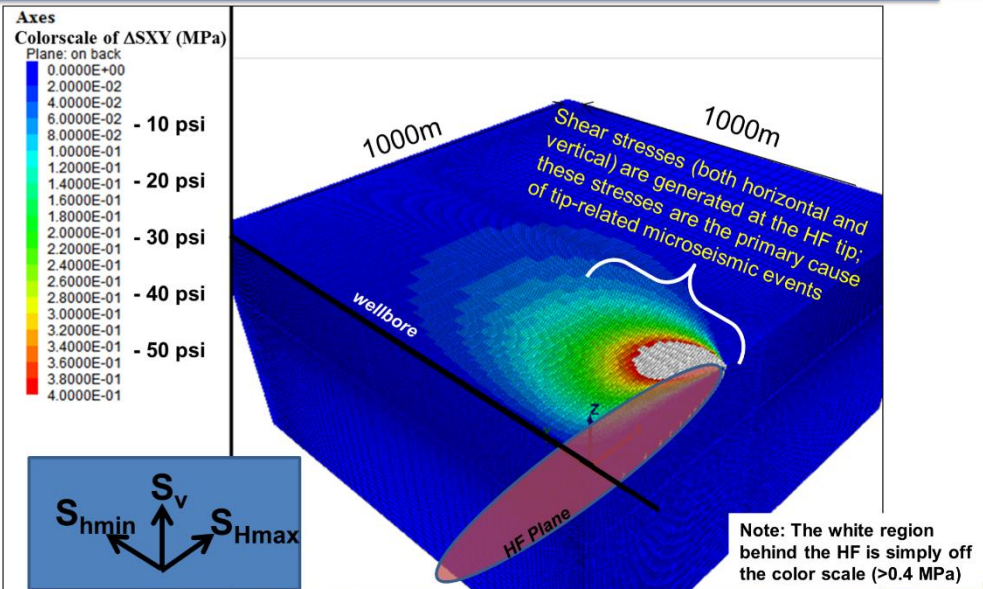 Axes
Colorscale of ΔSXY (MPa)
Plane: on back
0.0000E+00
2.0000E-02
4.0000E-02
6.0000E-02
8.0000E-02
1.0000E-01
1.2000E-01
1.4000E-01
1.6000E-01
1.8000E-01
2.0000E-01
2.2000E-01
2.4000E-01
2.6000E-01
2.8000E-01
3.0000E-01
3.2000E-01
3.4000E-01
3.6000E-01
3.8000E-01
4.0000E-01
- 10 psi
- 20 psi
- 30 psi
- 40 psi
- 50 psi
1000m
1000m
Shear stresses (both horizontal and
vertical) are generated at the HF tip;
these stresses are the primary cause
of tip-related microseismic events
wellbore
Z
HF Plane
Sv
Shmin
SHmax
Note: The white region
behind the HF is simply off
the color scale (>0.4 MPa)